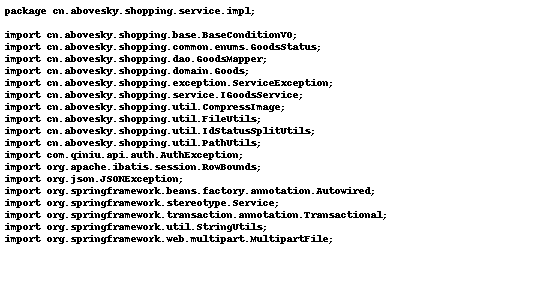 package cn.abovesky.shopping.service.impl;

import cn.abovesky.shopping.base.BaseConditionVO;
import cn.abovesky.shopping.common.enums.GoodsStatus;
import cn.abovesky.shopping.dao.GoodsMapper;
import cn.abovesky.shopping.domain.Goods;
import cn.abovesky.shopping.exception.ServiceException;
import cn.abovesky.shopping.service.IGoodsService;
import cn.abovesky.shopping.util.CompressImage;
import cn.abovesky.shopping.util.FileUtils;
import cn.abovesky.shopping.util.IdStatusSplitUtils;
import cn.abovesky.shopping.util.PathUtils;
import com.qiniu.api.auth.AuthException;
import org.apache.ibatis.session.RowBounds;
import org.json.JSONException;
import org.springframework.beans.factory.annotation.Autowired;
import org.springframework.stereotype.Service;
import org.springframework.transaction.annotation.Transactional;
import org.springframework.util.StringUtils;
import org.springframework.web.multipart.MultipartFile;